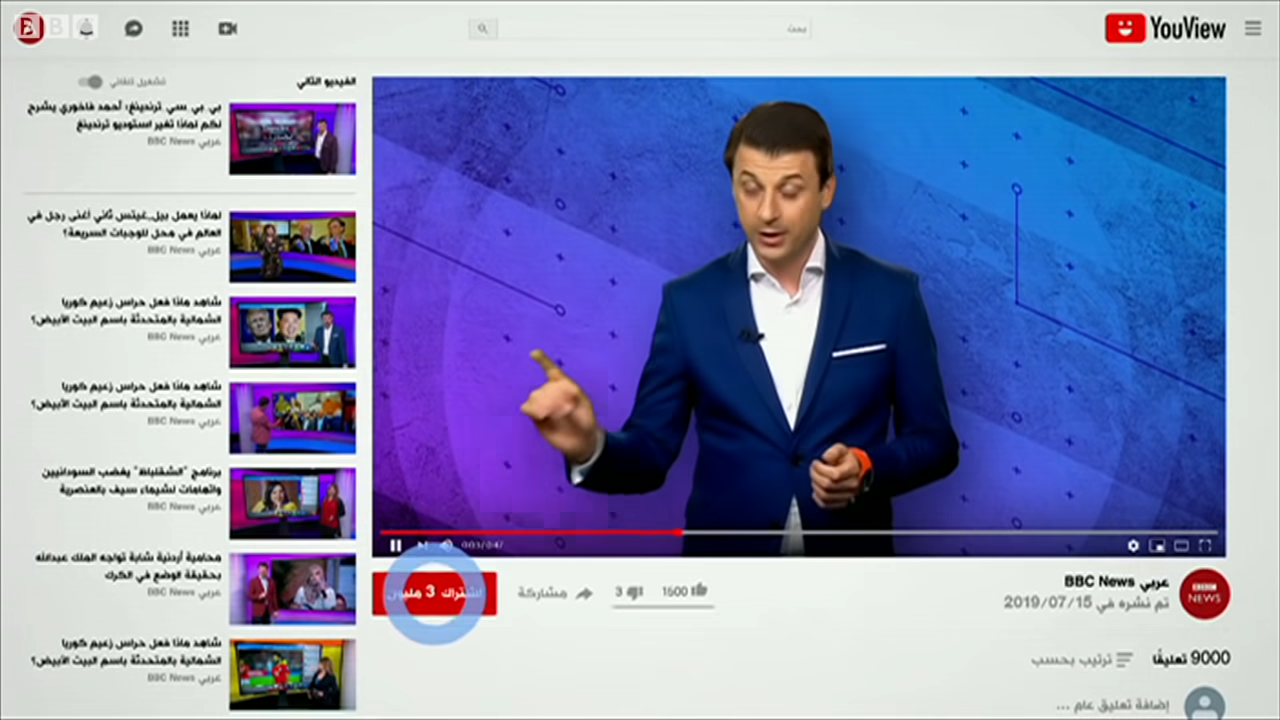 YouView
بحث
الفيديو التالي
تشغيل تلقائي
بي.بي.سي ترندينغ: أحمد فاخوري يشرح
لكم لماذا تغير استوديو ترندينغ
عربي BBC News
لماذا يعمل بيل غيتس ثاني أغنى رجل في
العالم في محل للوجبات السريعة؟
عربي BBC News
شاهد ماذا فعل حراس زعيم كوريا
الشمالية بالمتحدثة باسم البيت الأبيض؟
عربي BBC News
شاهد ماذا فعل حراس زعيم كوريا
الشمالية بالمتحدثة باسم البيت الأبيض؟
عربي BBC News
برنامج "الشقلباظ" يغضب السودانيين
واتهامات لشيماء سيف بالعنصرية
عربي BBC News
محامية أردنية شابة تواجه الملك عبدالله
بحقيقة الوضع في الكرك
عربي BBC News
شاهد ماذا فعل حراس زعيم كوريا
الشمالية بالمتحدثة باسم البيت الأبيض؟
عربي BBC News
عربي BBC News
تم نشره في 2019/07/15
BBC
NEWS
1500
3
مشاركة
اشتراك 3 مليون
9000 تعليقًا
ترتيب بحسب
إضافة تعليق عام ...